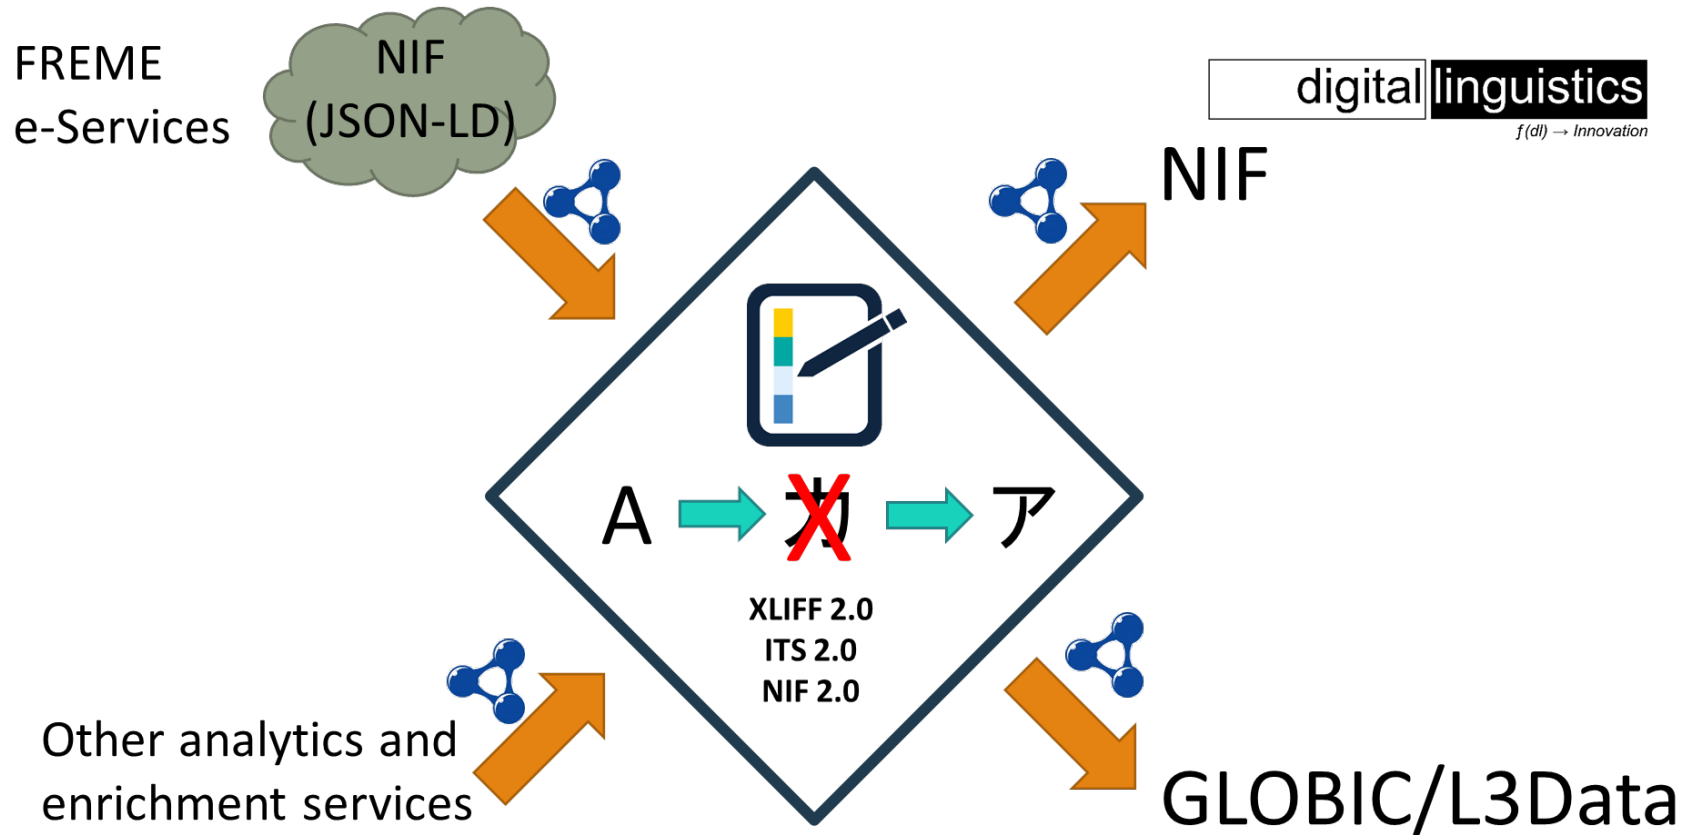 FREME
e-Services
NIF
(JSON-LD)
digital linguistics
f(dl) → Innovation
NIF
A カ ア
XLIFF 2.0
ITS 2.0
NIF 2.0
Other analytics and
enrichment services
GLOBIC/L3Data